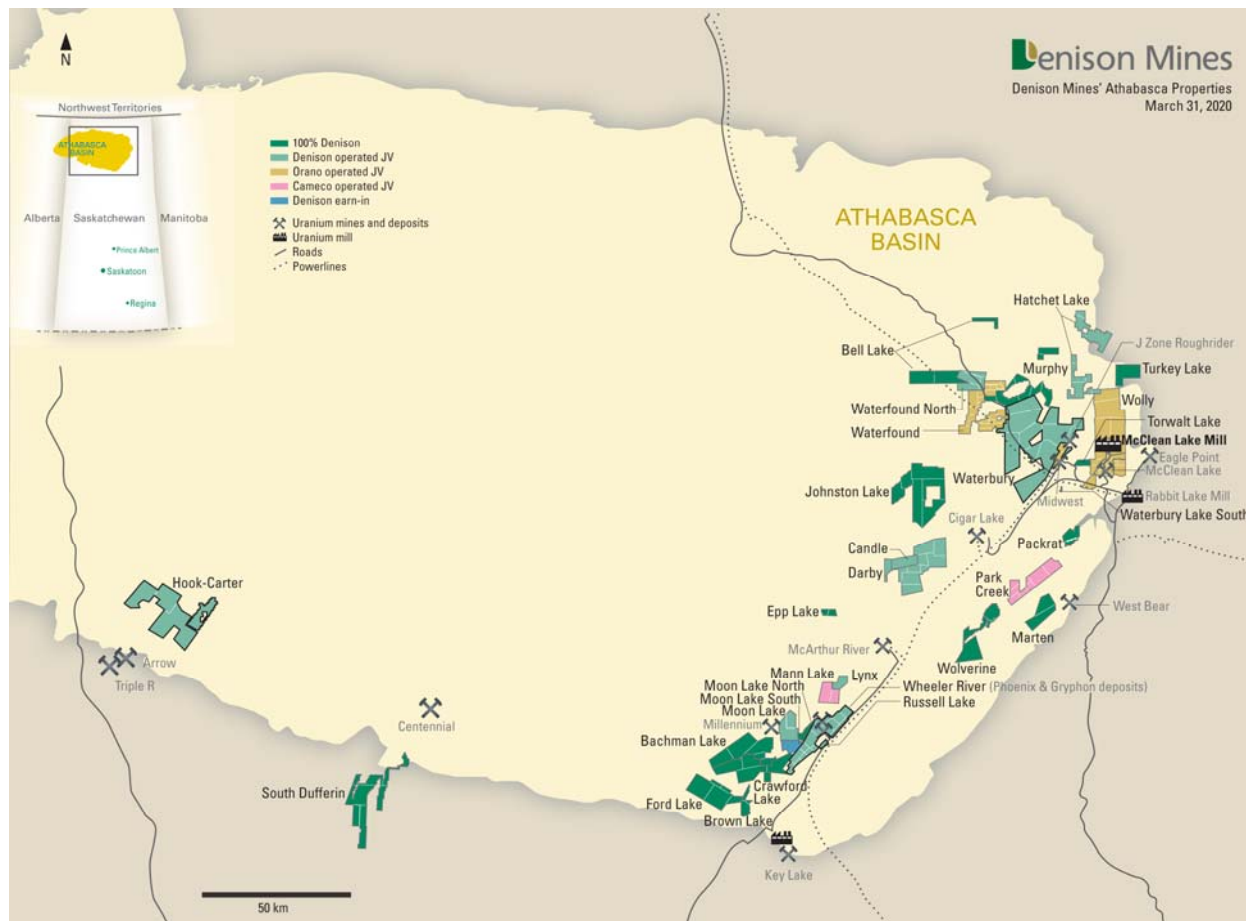 N
Denison Mines
Denison Mines' Athabasca Properties
March 31, 2020
Northwest Territories
ATHABASCA
BASIN
Alberta
Saskatchewan
Manitoba
Prince Albert
Saskatoon
Regina
100% Denison
Denison operated JV
Orano operated JV
Cameco operated JV
Denison earn-in
Uranium mines and deposits
Uranium mill
Roads
Powerlines
ATHABASCA
BASIN
Hatchet Lake
J Zone Roughrider
Bell Lake
Murphy
Turkey Lake
Waterfound North
Wolly
Waterfound
Torwalt Lake
McClean Lake Mill
Eagle Point
McClean Lake
Waterbury
Johnston Lake
Midwest
Rabbit Lake Mill
Waterbury Lake South
Cigar Lake
Packrat
Candle
Darby
Park
Creek
Hook-Carter
Epp Lake
West Bear
Marten
McArthur River
Wolverine
Arrow
Triple R
Mann Lake
Lynx
Moon Lake North
Wheeler River (Phoenix & Gryphon deposits)
Moon Lake South
Russell Lake
Moon Lake
Millennium
Centennial
Bachman Lake
South Dufferin
Crawford
Lake
Ford Lake
Brown Lake
Key Lake
50 km